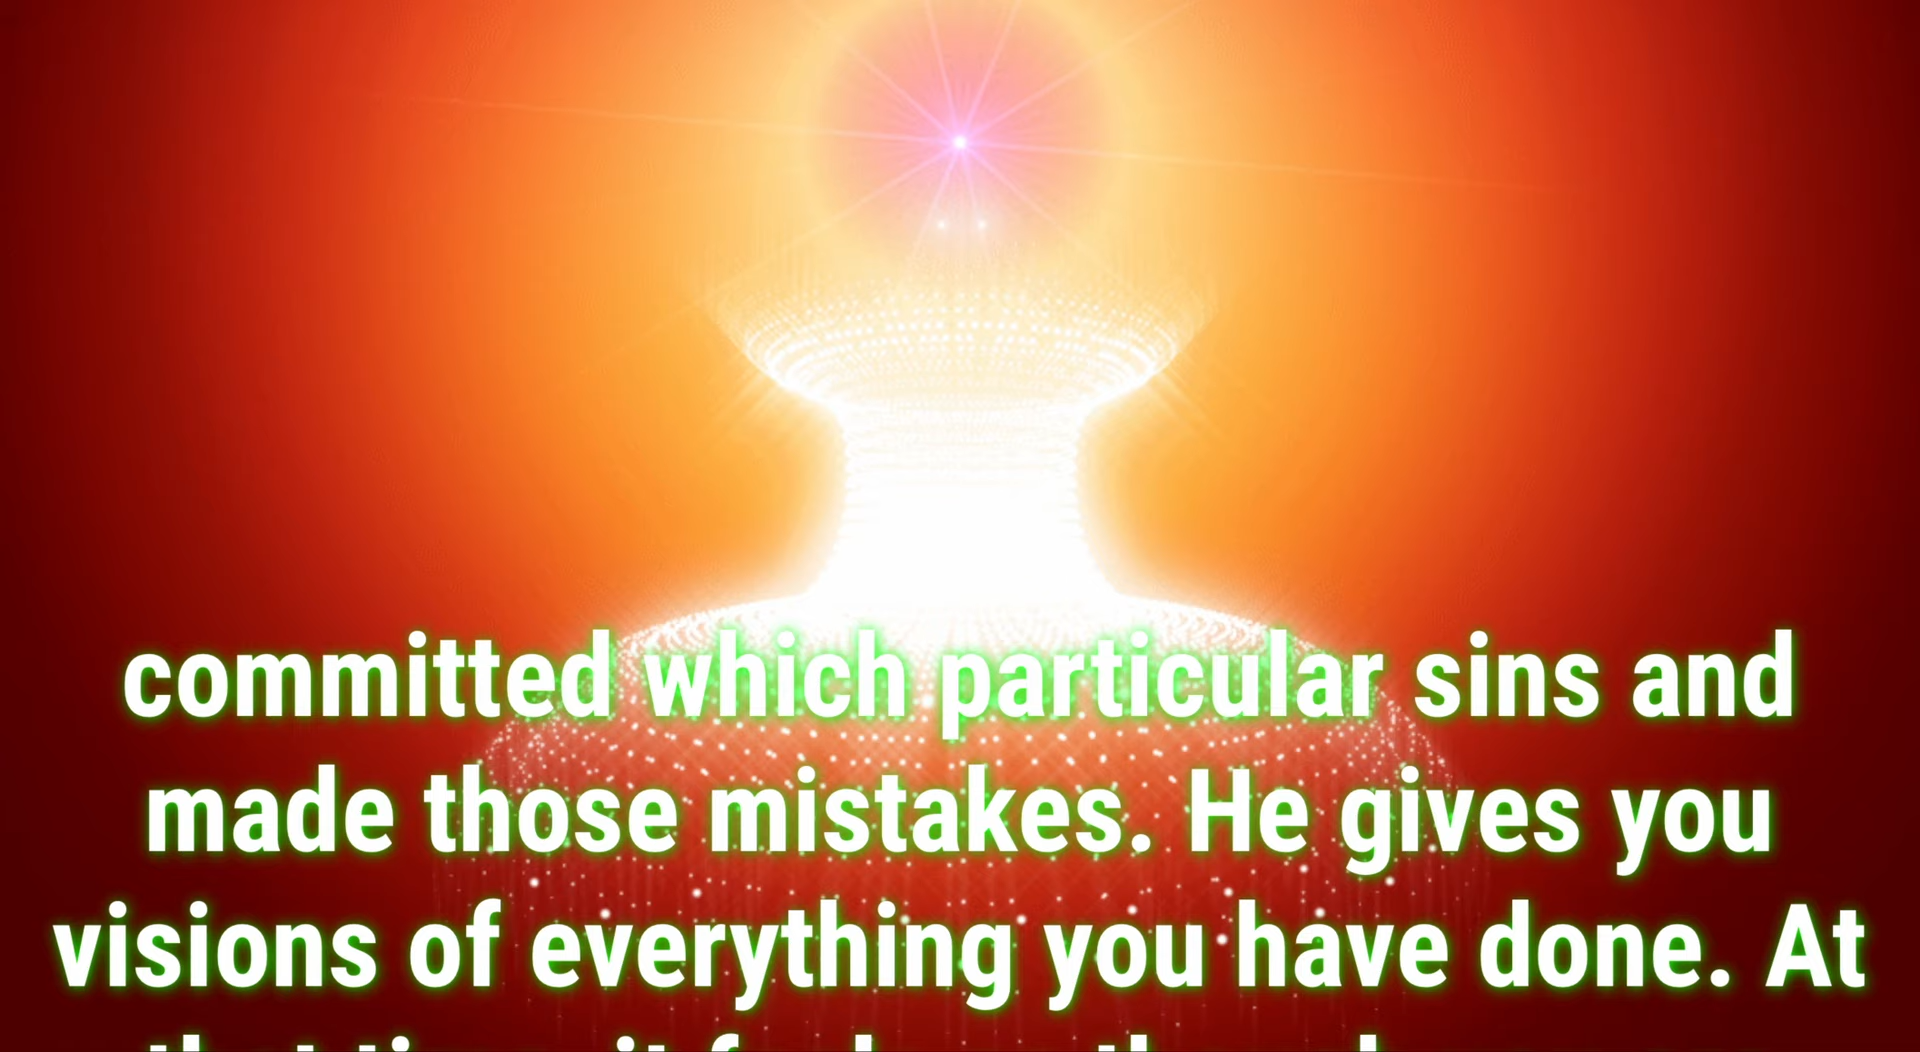 committed which particular sins and
made those mistakes. He gives you
visions of everything you have done. At